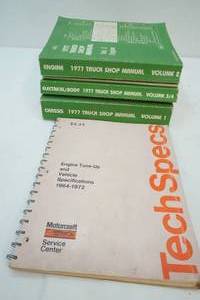 ENGINE 1977 TRUCK SHOP MANUAL VOLUME 2
ELECTRICAL/BODY 1977 TRUCK SHOP MANUAL VOLUME 3/4
CHASSIS 1977 TRUCK SHOP MANUAL VOLUME 1
Engine Tune-Up
and
Vehicle
Specifications
1964-1972
Motorcraft
Service
Center
Tech Specs